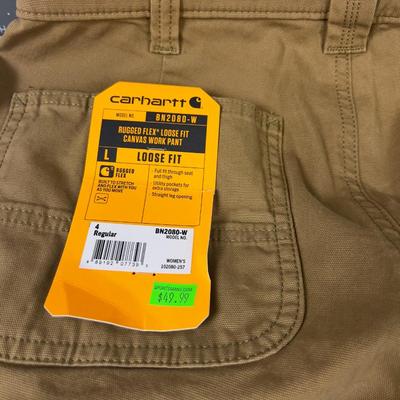 carhartt
MODEL NO. BN2080-W
RUGGED FLEX® LOOSE FIT
CANVAS WORK PANT
L LOOSE FIT
RUGGED
FLEX
BUILT TO STRETCH
AND FLEX WITH YOU
AS YOU MOVE
· Full fit through seat
and thigh
· Utility pockets for
extra storage
· Straight leg opening
4
Regular
BN2080-W
MODEL NO.
WOMEN'S
102080-257
$49.99